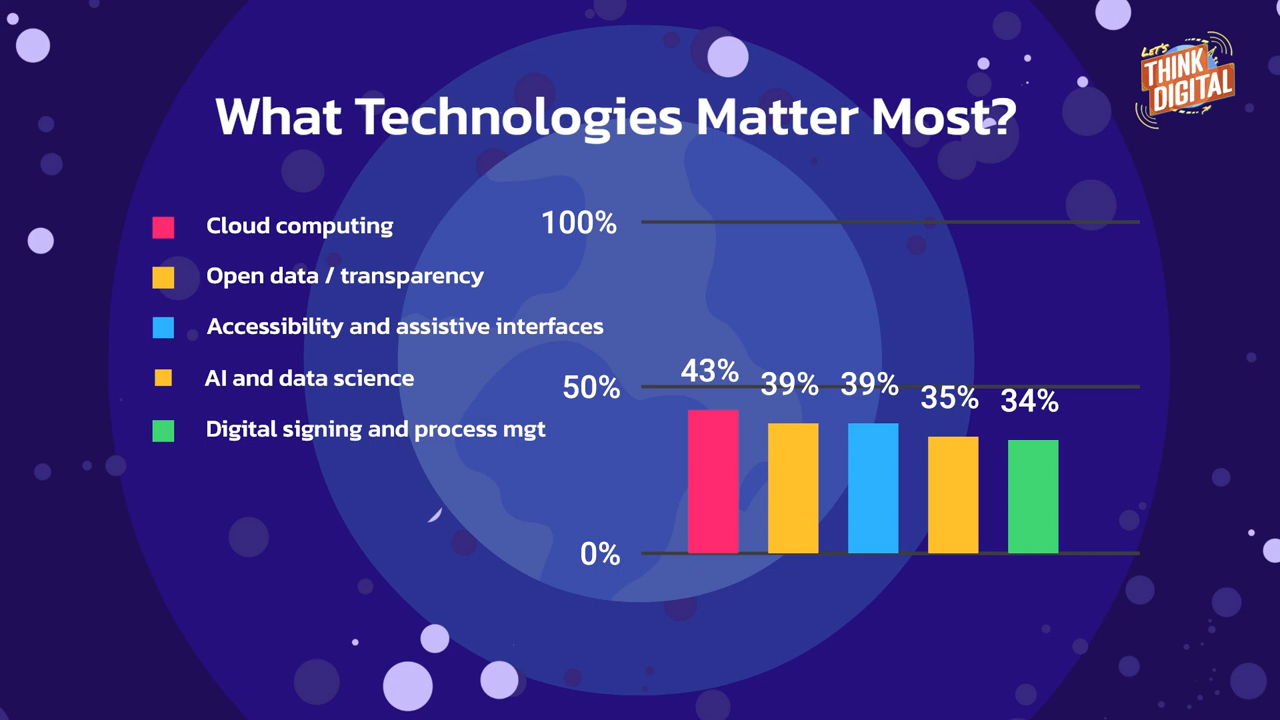 LET'S
THINK
DIGITAL
What Technologies Matter Most?
Cloud computing
Open data / transparency
Accessibility and assistive interfaces
AI and data science
Digital signing and process mgt
100%
50%
0%
43%
39%
39%
35%
34%